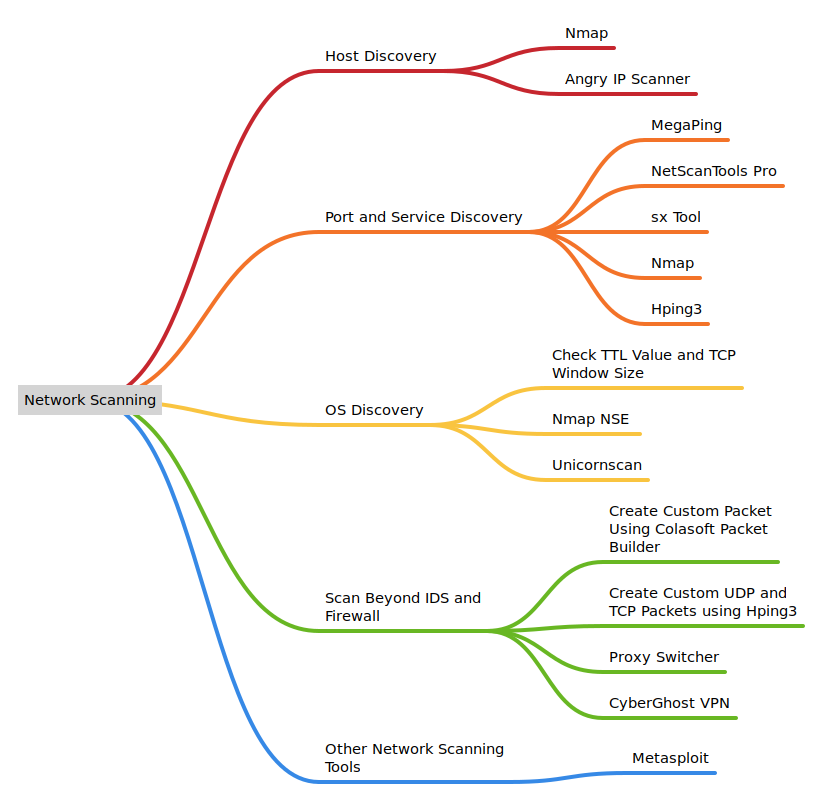 Network Scanning
Host Discovery
Nmap
Angry IP Scanner
Port and Service Discovery
MegaPing
NetScanTools Pro
sx Tool
Nmap
Hping3
OS Discovery
Check TTL Value and TCP
Window Size
Nmap NSE
Unicornscan
Scan Beyond IDS and
Firewall
Create Custom Packet
Using Colasoft Packet
Builder
Create Custom UDP and
TCP Packets using Hping3
Proxy Switcher
CyberGhost VPN
Other Network Scanning
Tools
Metasploit